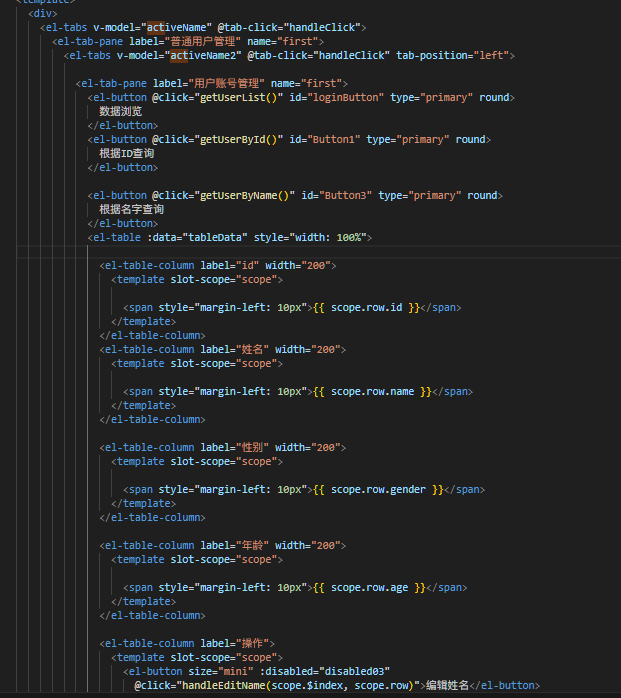 <template>
<div>
<el-tabs v-model="activeName" @tab-click="handleClick">
<el-tab-pane label="普通用户管理" name="first">
<el-tabs v-model="activeName2" @tab-click="handleClick" tab-position="left">
<el-tab-pane label="用户账号管理" name="first">
<el-button @click="getUserList()" id="loginButton" type="primary" round>
数据浏览
</el-button>
<el-button @click="getUserById()" id="Button1" type="primary" round>
根据ID查询
</el-button>
<el-button @click="getUserByName()" id="Button3" type="primary" round>
根据名字查询
</el-button>
<el-table :data="tableData" style="width: 100%">
<el-table-column label="id" width="200">
<template slot-scope="scope">
<span style="margin-left: 10px">{{ scope.row.id }}</span>
</template>
</el-table-column>
<el-table-column label="姓名" width="200">
<template slot-scope="scope">
<span style="margin-left: 10px">{{ scope.row.name }}</span>
</template>
</el-table-column>
<el-table-column label="性别" width="200">
<template slot-scope="scope">
<span style="margin-left: 10px">{{ scope.row.gender }}</span>
</template>
</el-table-column>
<el-table-column label="年龄" width="200">
<template slot-scope="scope">
<span style="margin-left: 10px">{{ scope.row.age }}</span>
</template>
</el-table-column>
<el-table-column label="操作">
<template slot-scope="scope">
<el-button size="mini" :disabled="disabled03"
@click="handleEditName(scope.$index, scope.row)">编辑姓名</el-button>